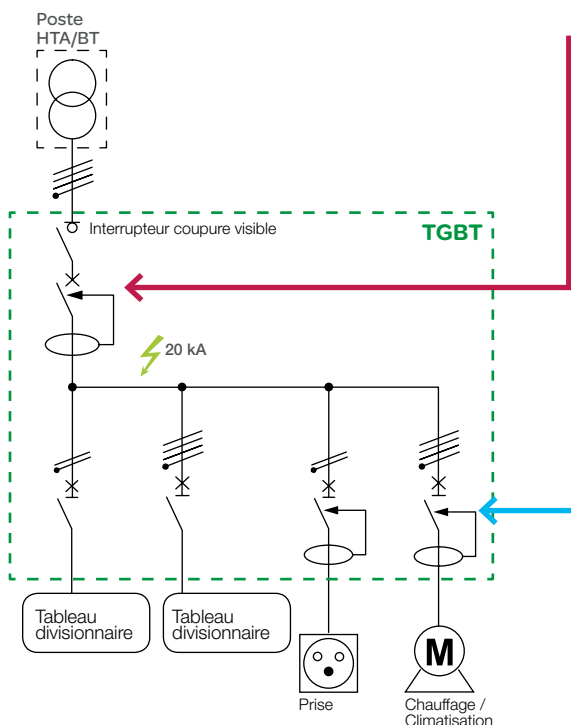 Poste
HTA/BT
Interrupteur coupure visible
TGBT
20 kA
Tableau
divisionnaire
Tableau
divisionnaire
M
Prise
Chauffage /
Climatisation